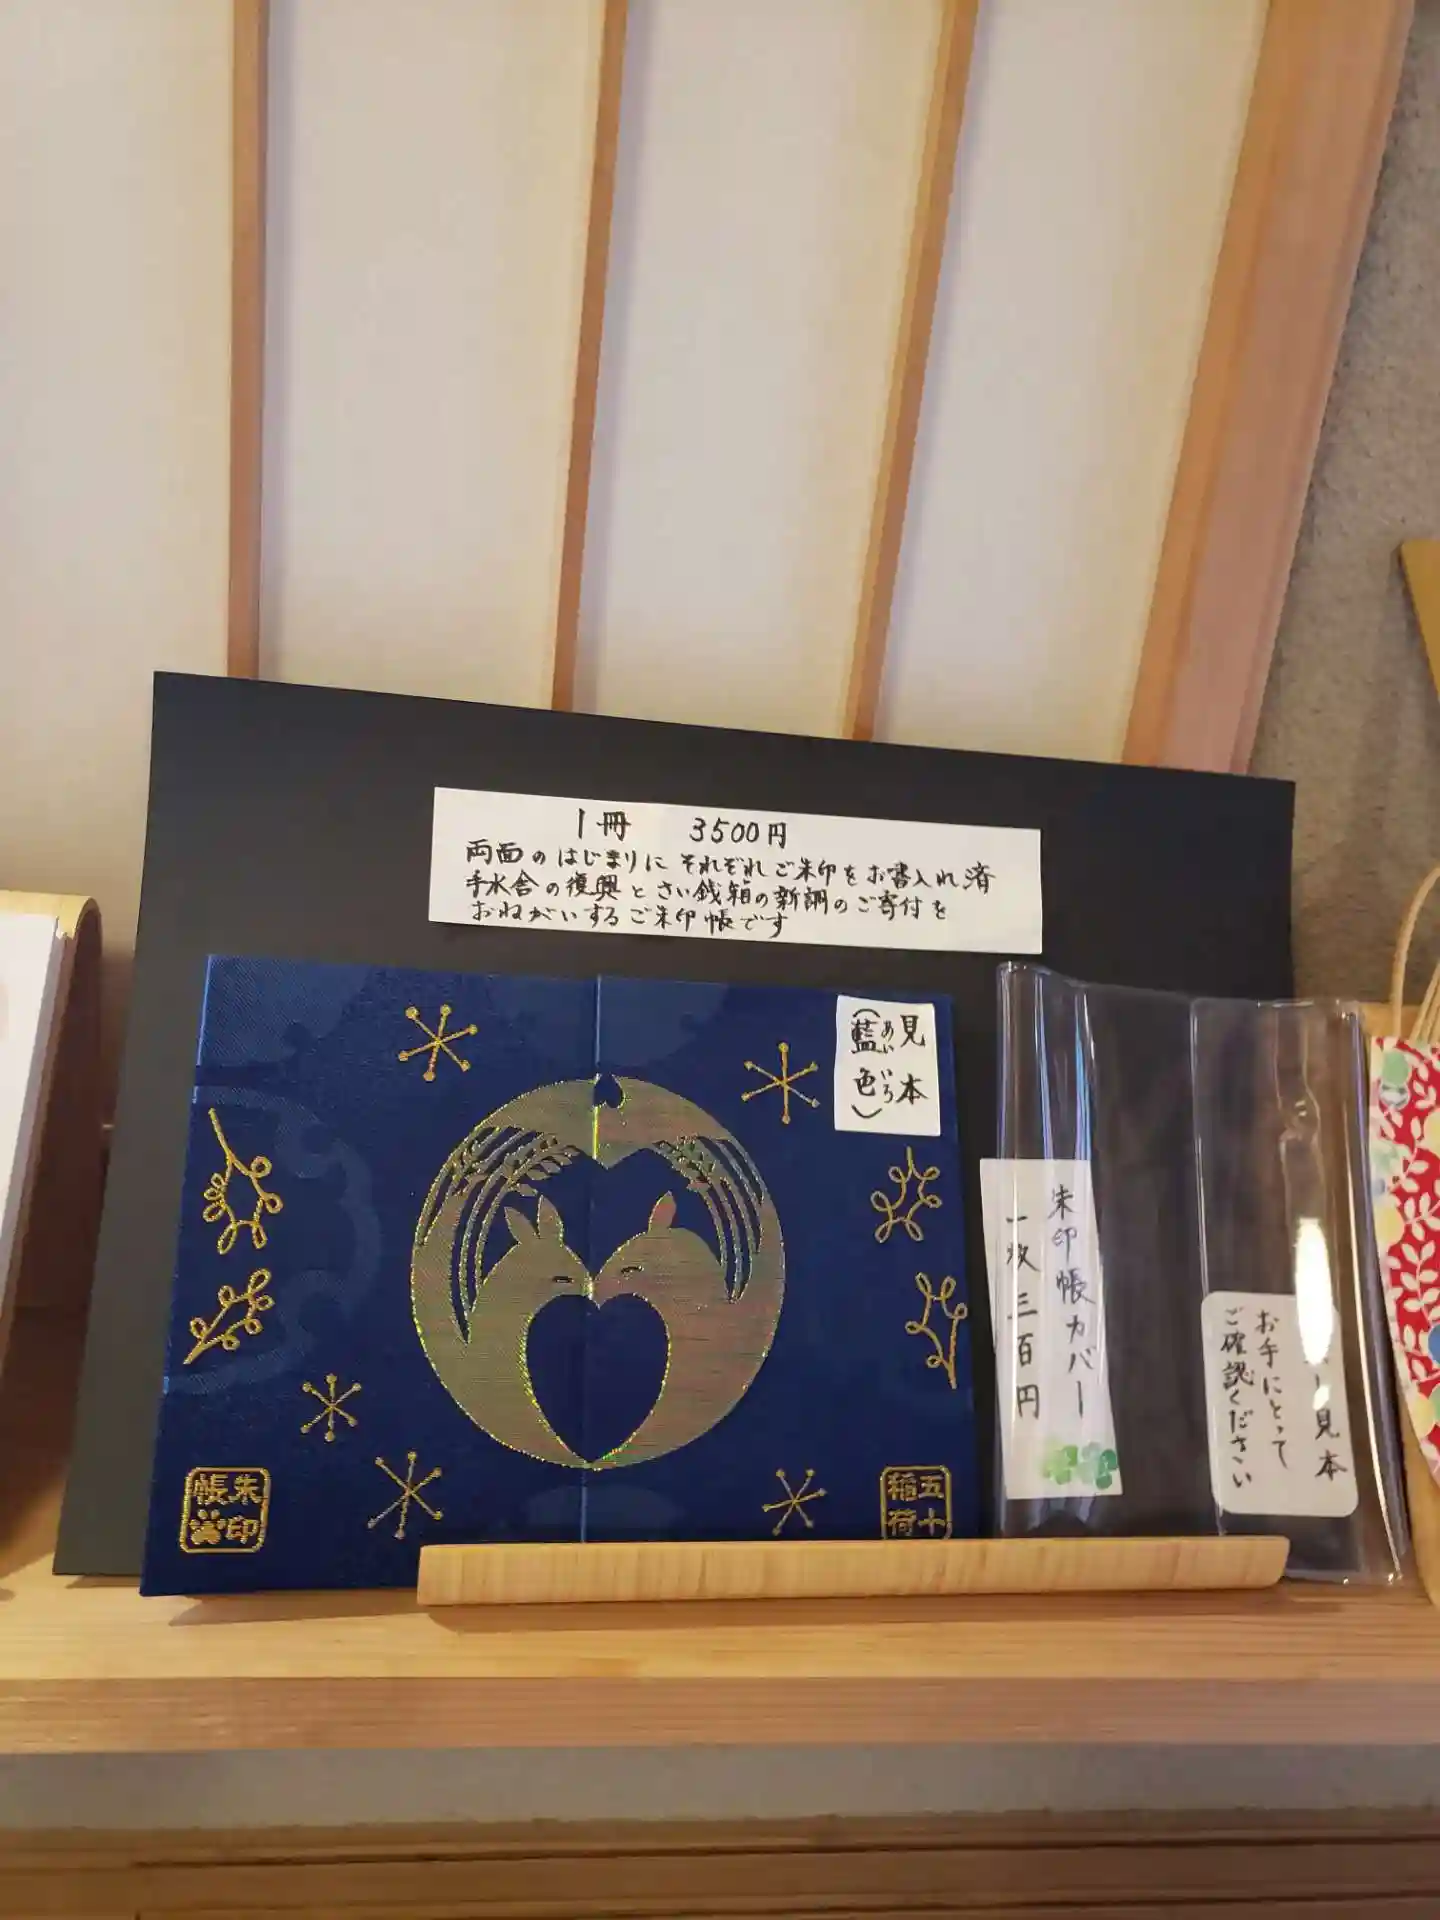 1冊 3500円
両面のはじまりにそれぞれご朱印をお書入れ済
手水舎の復興とさい銭箱の新調のご寄付を
おねがいするご朱印帳です
見本
(藍色)
あいいろ
朱印帳カバー
一枚三百円
見本
お手にとって
ご確認ください
朱印
帳
五十
稲荷